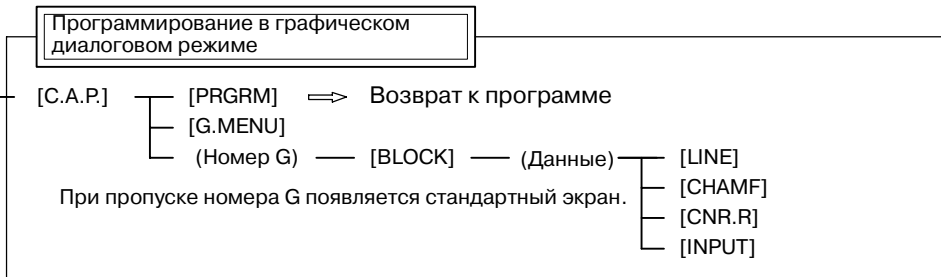 Программирование в графическом
диалоговом режиме
[C.A.P.] [PRGRM] Возврат к программе
[G.MENU]
(Номер G) [BLOCK] (Данные) [LINE]
При пропуске номера G появляется стандартный экран. [CHAMF]
[CNR.R]
[INPUT]